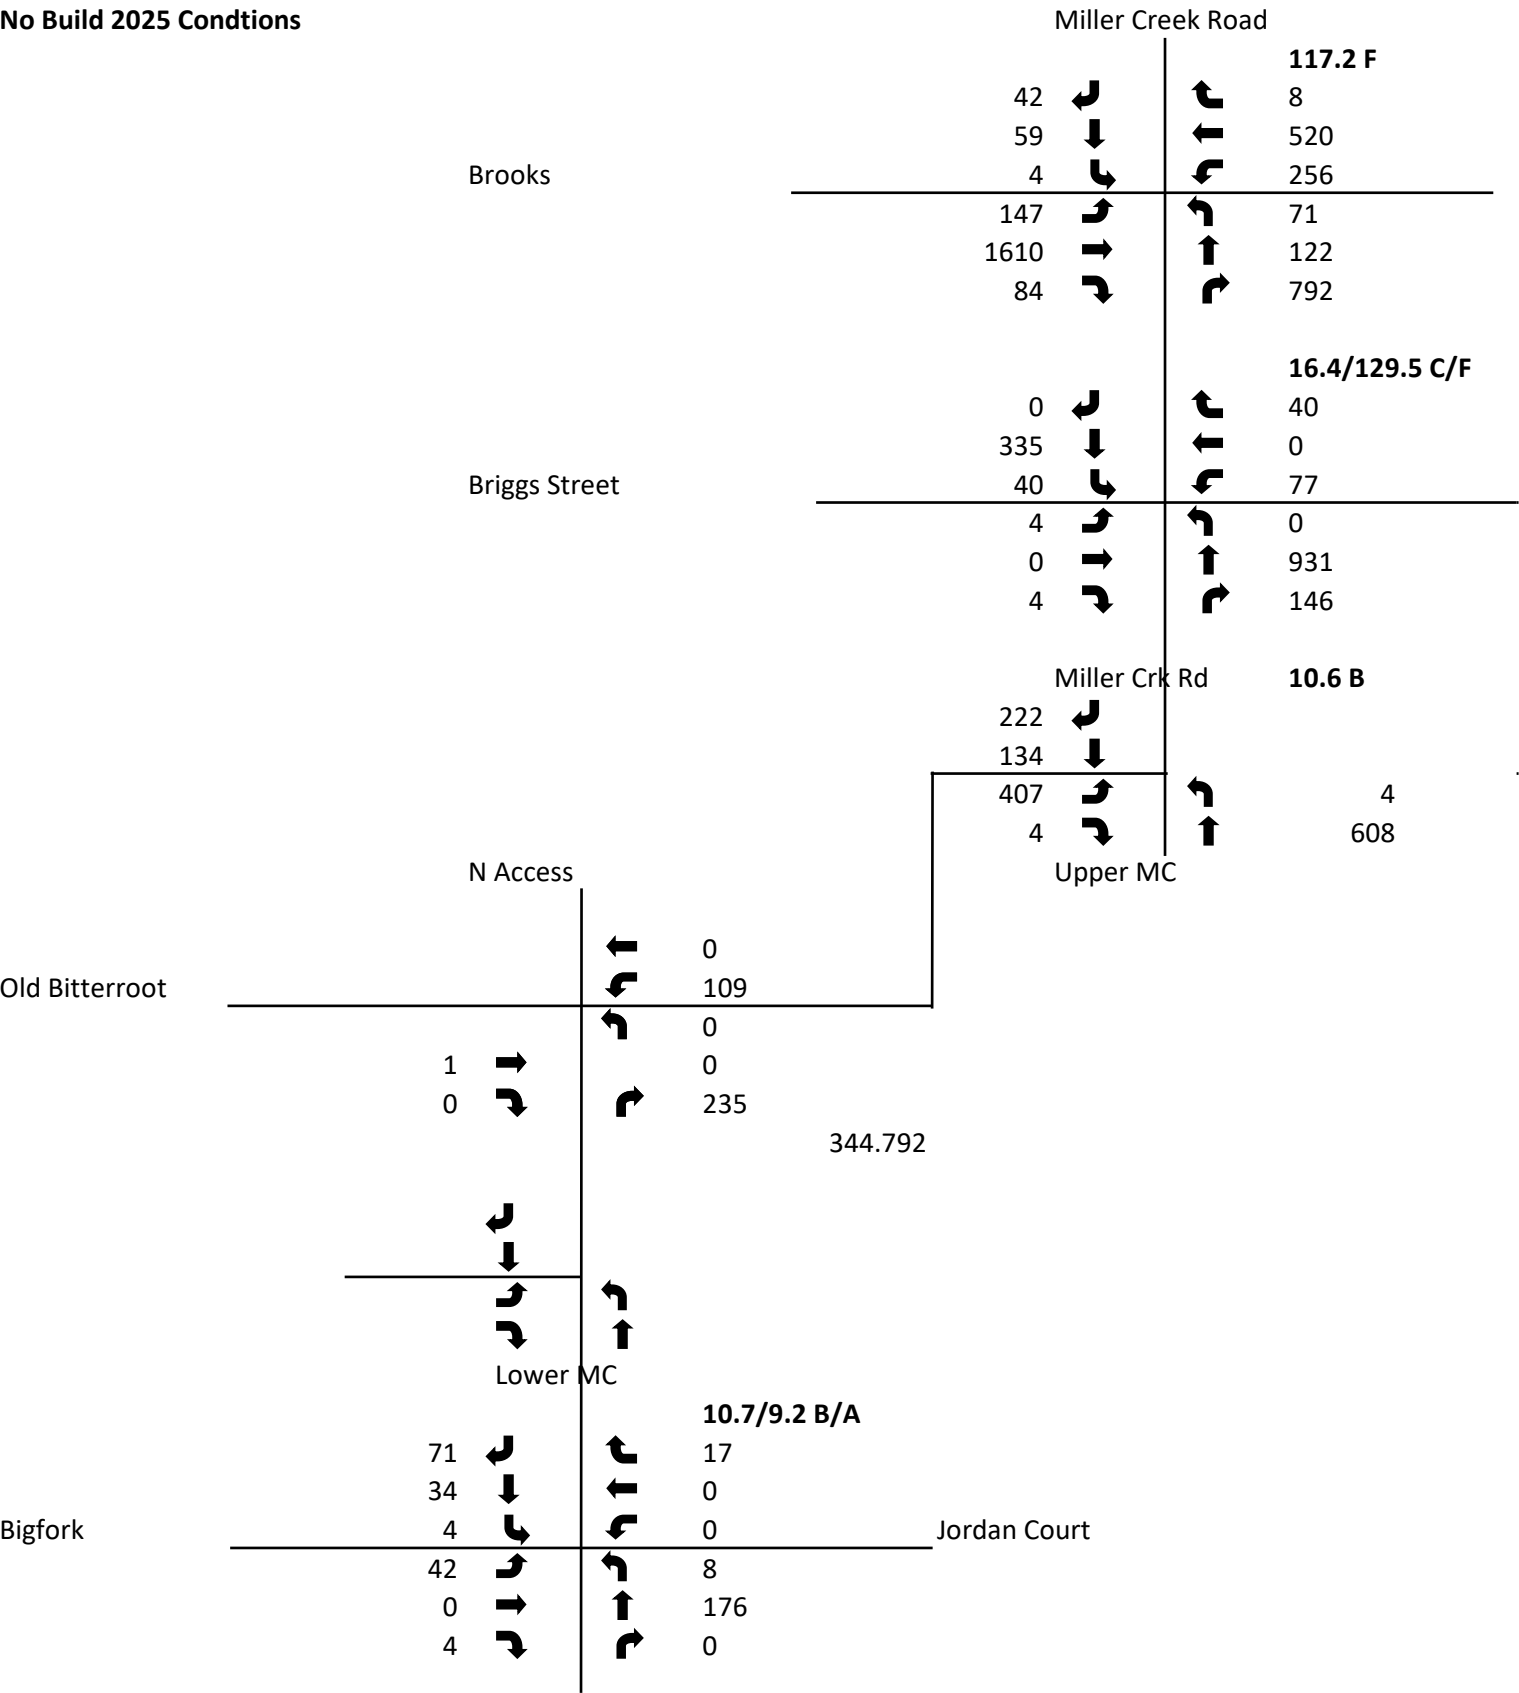 No Build 2025 Condtions
Miller Creek Road
117.2 F
42 8
59 520
Brooks 4 256
147 71
1610 122
84 792
16.4/129.5 C/F
0 40
335 0
Briggs Street 40 77
4 0
0 931
4 146
Miller Crk Rd 10.6 B
222
134
407 4
4 608
N Access Upper MC
0
Old Bitterroot 109
0
1 0
0 235
344.792
Lower MC
10.7/9.2 B/A
71 17
34 0
Bigfork 4 0 Jordan Court
42 8
0 176
4 0